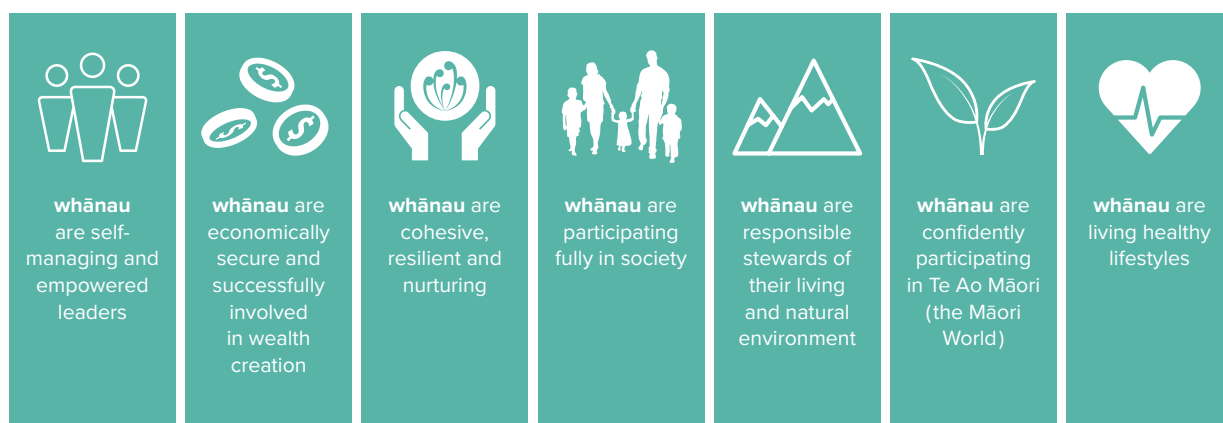 whānau
are self-
managing and
empowered
leaders
whānau are
economically
secure and
successfully
involved
in wealth
creation
whānau are
cohesive,
resilient and
nurturing
whānau are
participating
fully in society
whānau are
responsible
stewards of
their living
and natural
environment
whānau are
confidently
participating
in Te Ao Māori
(the Māori
World)
whānau are
living healthy
lifestyles